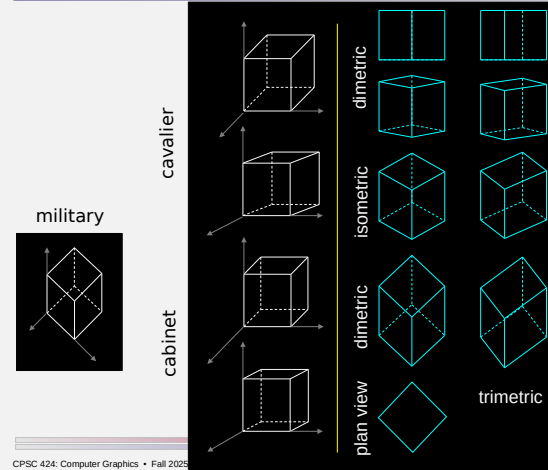 military
cavalier
cabinet
dimetric
isometric
dimetric
plan view
trimetric
CPSC 424: Computer Graphics • Fall 2025